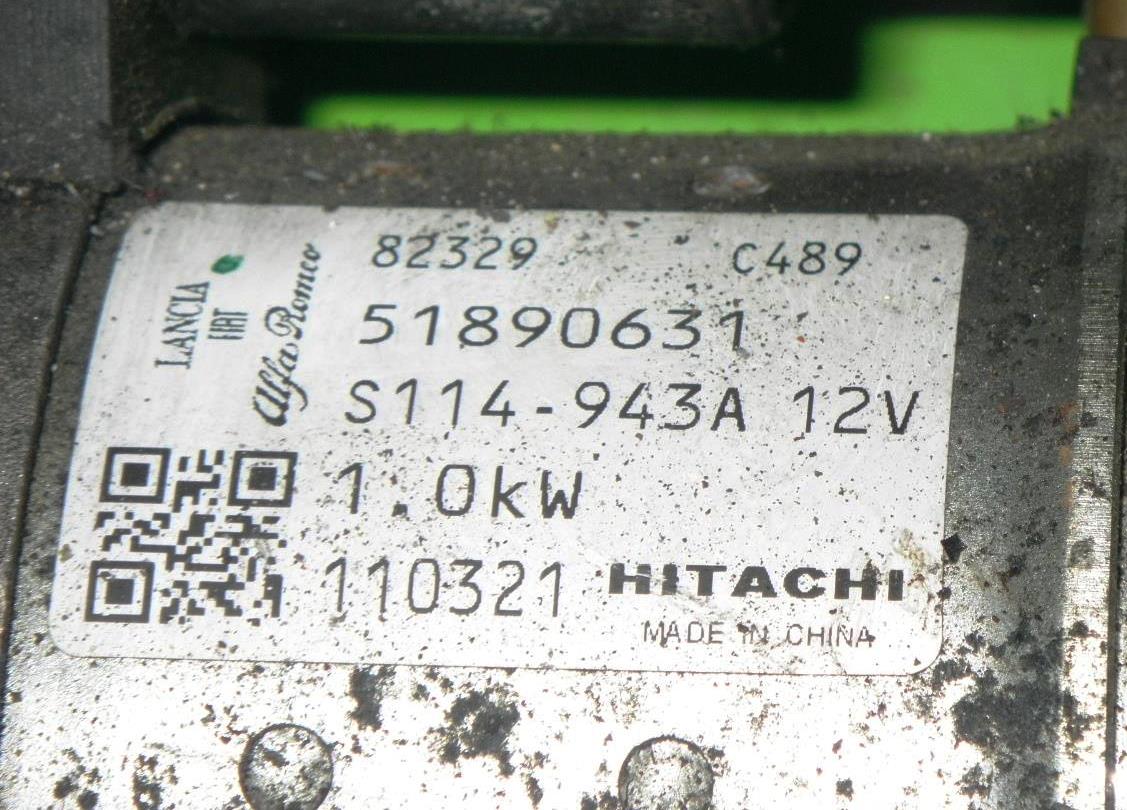 82329 C489
51890631
S114-943A 12V
1.0kW
110321 HITACHI
MADE IN CHINA
LANCIA
FIAT
Alfa Romeo